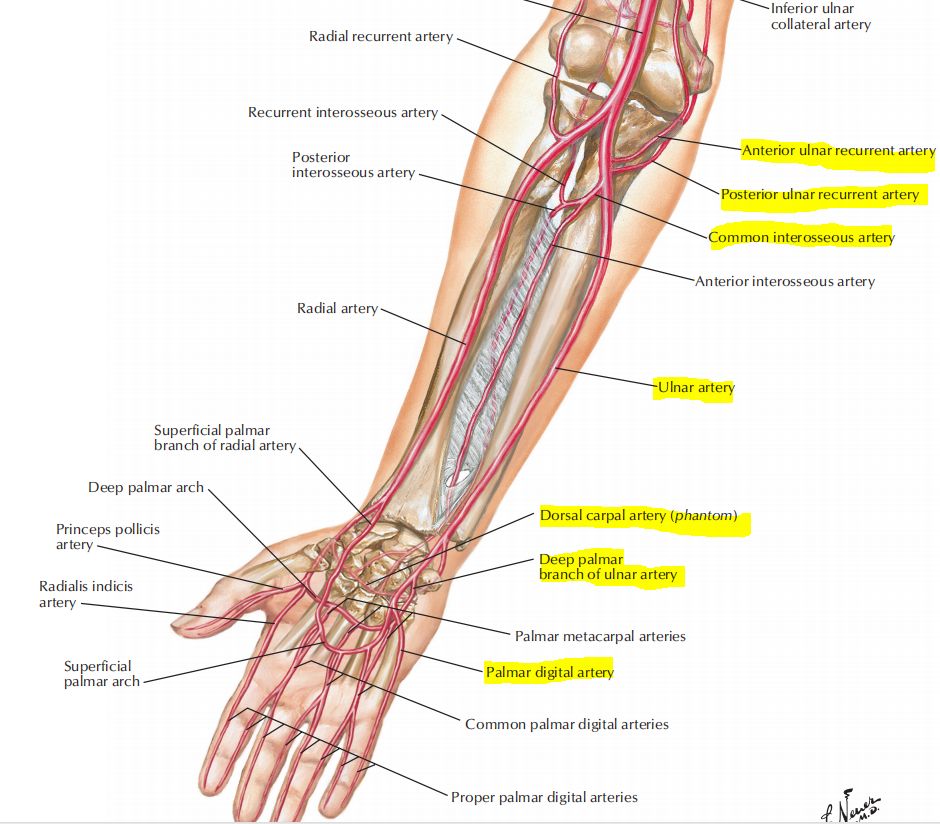 Inferior ulnar
collateral artery
Radial recurrent artery
Recurrent interosseous artery
Posterior
interosseous artery
Anterior ulnar recurrent artery
Posterior ulnar recurrent artery
Common interosseous artery
Anterior interosseous artery
Radial artery
Ulnar artery
Superficial palmar
branch of radial artery
Deep palmar arch
Princeps pollicis
artery
Radialis indicis
artery
Superficial
palmar arch
Dorsal carpal artery (phantom)
Deep palmar
branch of ulnar artery
Palmar metacarpal arteries
Palmar digital artery
Common palmar digital arteries
Proper palmar digital arteries
F. Netter
M.D.